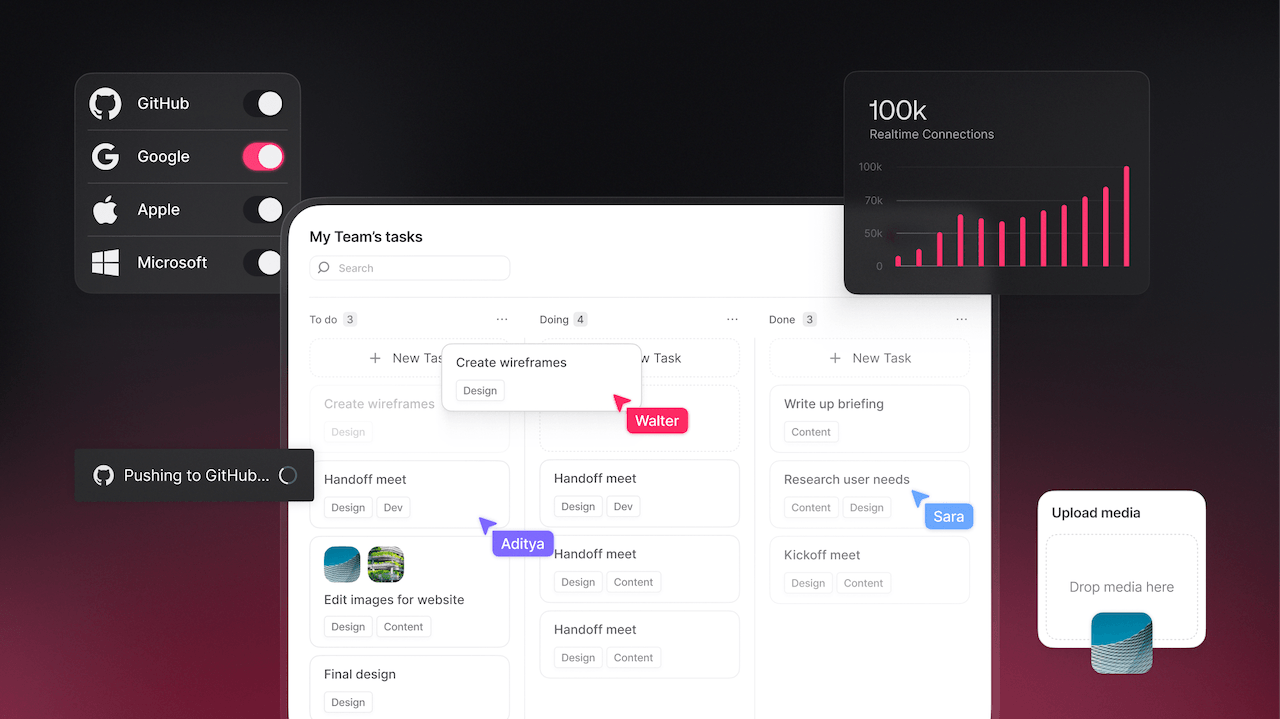 GitHub
Google
Apple
Microsoft
100k
Realtime Connections
100k
70k
50k
0
My Team's tasks
Search
To do 3 ...
New Tas
Create wireframes
Design
Handoff meet
Design Dev
Edit images for website
Design Content
Final design
Design
Create wireframes
Design
Walter
Aditya
Doing 4 ...
w Task
Handoff meet
Design Dev
Handoff meet
Design Content
Handoff meet
Design Content
Done 3 ...
New Task
Write up briefing
Content
Research user needs
Content Design
Sara
Kickoff meet
Design Content
Pushing to GitHub...
Upload media
Drop media here